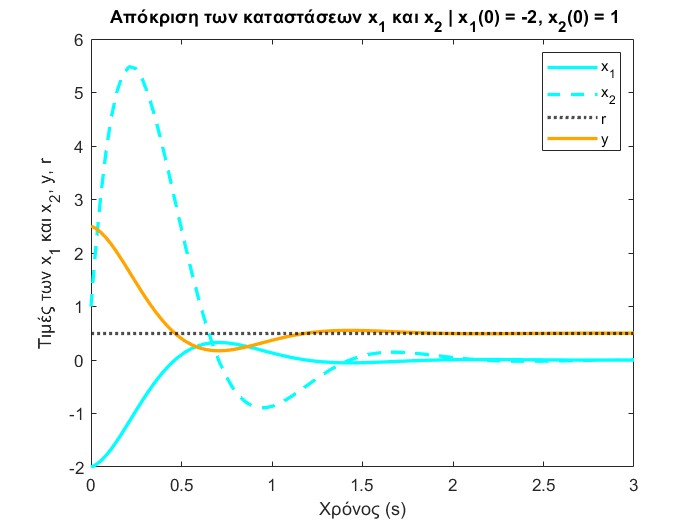 Απόκριση των καταστάσεων x₁ και x₂ | x₁(0) = -2, x₂(0) = 1
6
5
4
3
2
1
0
-1
-2
Τιμές των x₁ και x₂, y, r
x₁
x₂
r
y
0 0.5 1 1.5 2 2.5 3
Χρόνος (s)